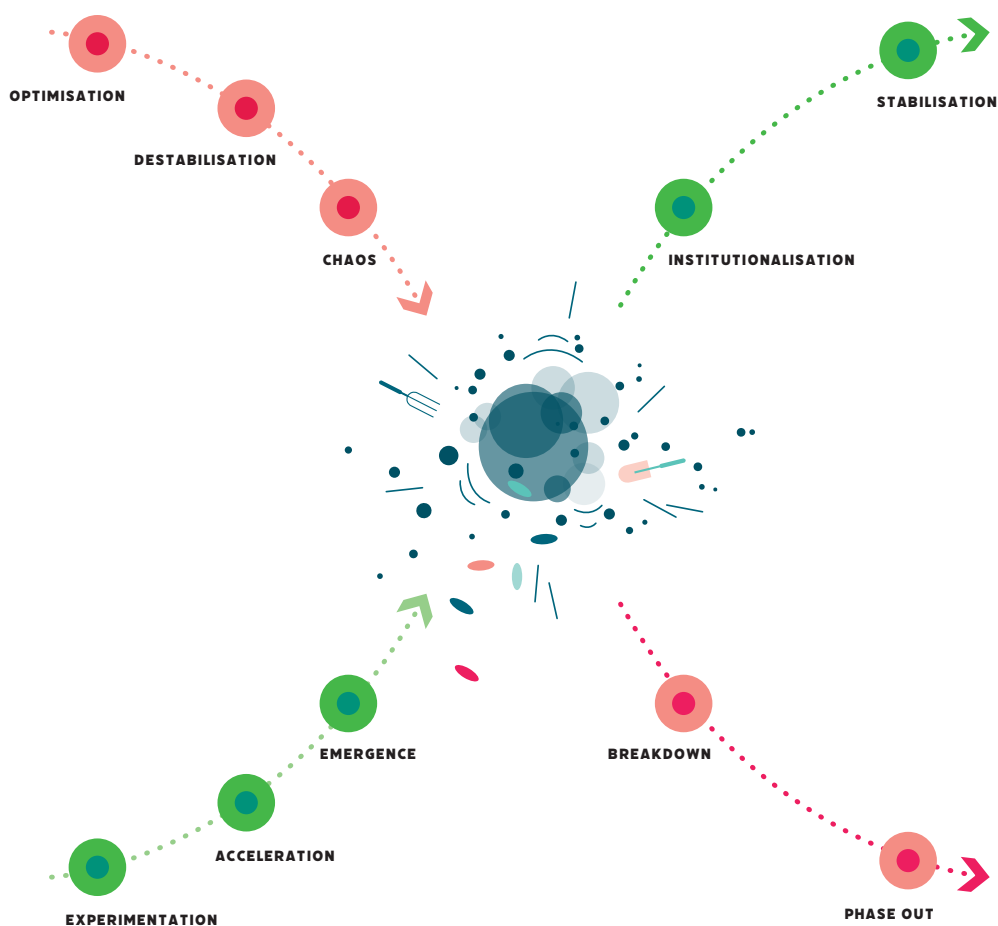 OPTIMISATION
STABILISATION
DESTABILISATION
CHAOS
INSTITUTIONALISATION
EMERGENCE
BREAKDOWN
ACCELERATION
PHASE OUT
EXPERIMENTATION